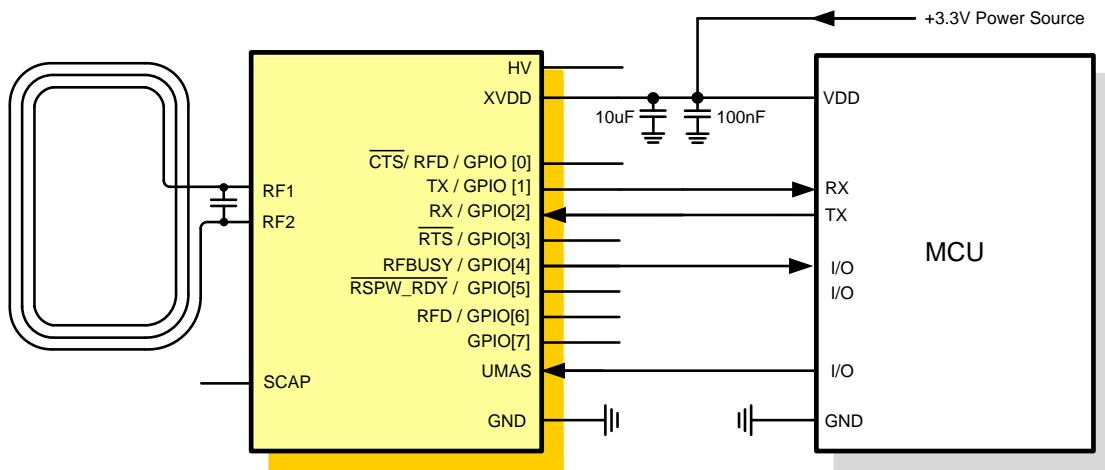 +3.3V Power Source
HV
XVDD
10uF
100nF
VDD
CTS/ RFD / GPIO [0]
TX / GPIO [1]
RX / GPIO[2]
RTS / GPIO[3]
RFBUSY / GPIO[4]
RSPW_RDY / GPIO[5]
RFD / GPIO[6]
GPIO[7]
UMAS
GND
RF1
RF2
SCAP
RX
TX
MCU
I/O
I/O
I/O
GND